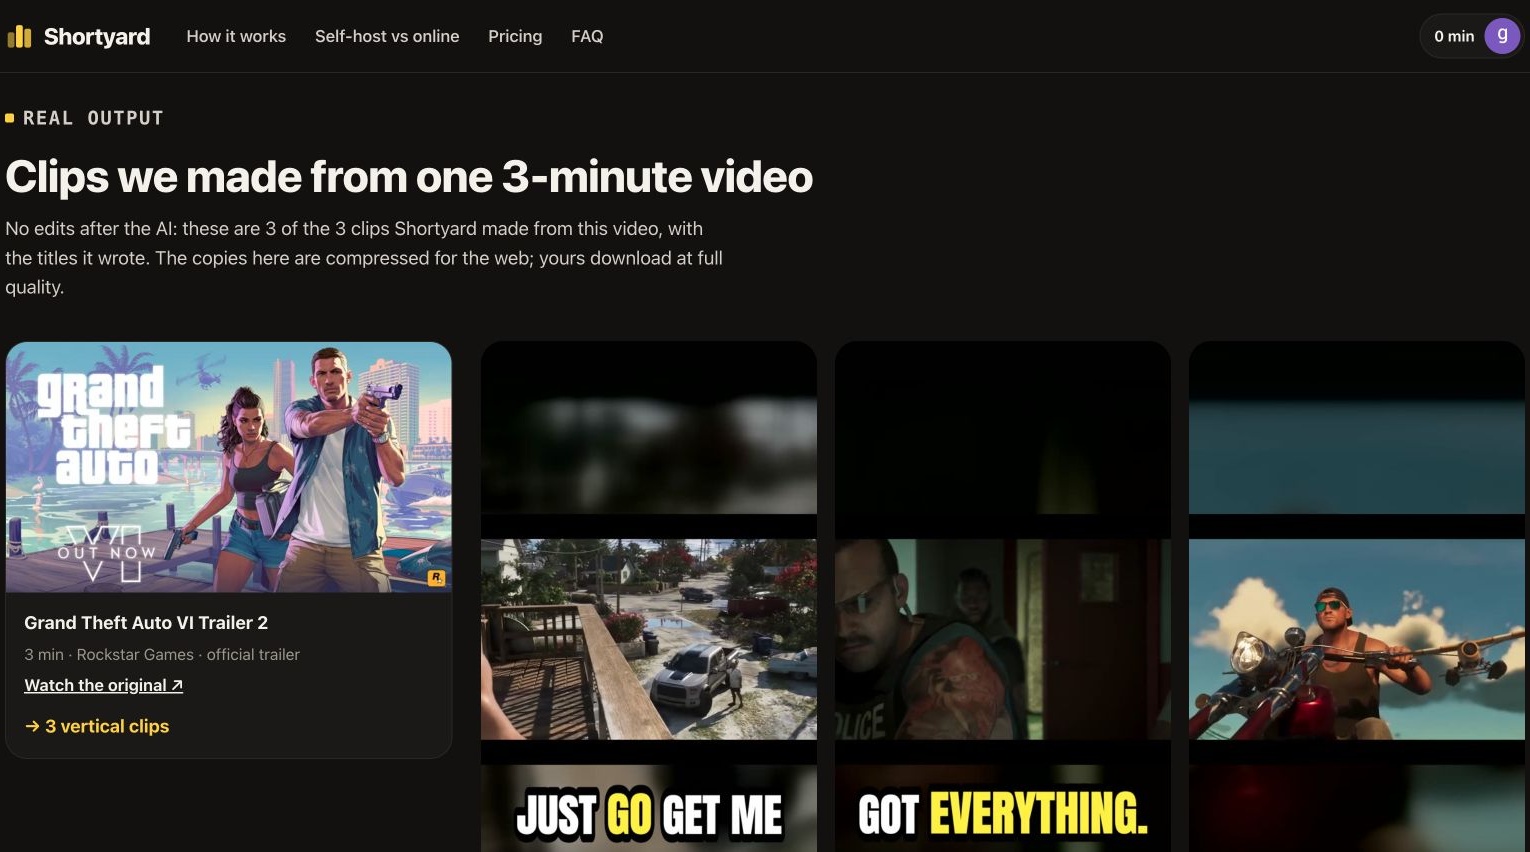 Shortyard
How it works
Self-host vs online
Pricing
FAQ
0 min
g
REAL OUTPUT
Clips we made from one 3-minute video
No edits after the AI: these are 3 of the 3 clips Shortyard made from this video, with
the titles it wrote. The copies here are compressed for the web; yours download at full
quality.
grand
theft
auto
VI
OUT NOW
R
Grand Theft Auto VI Trailer 2
3 min · Rockstar Games · official trailer
Watch the original ↗
→ 3 vertical clips
POLICE
JUST GO GET ME
GOT EVERYTHING.